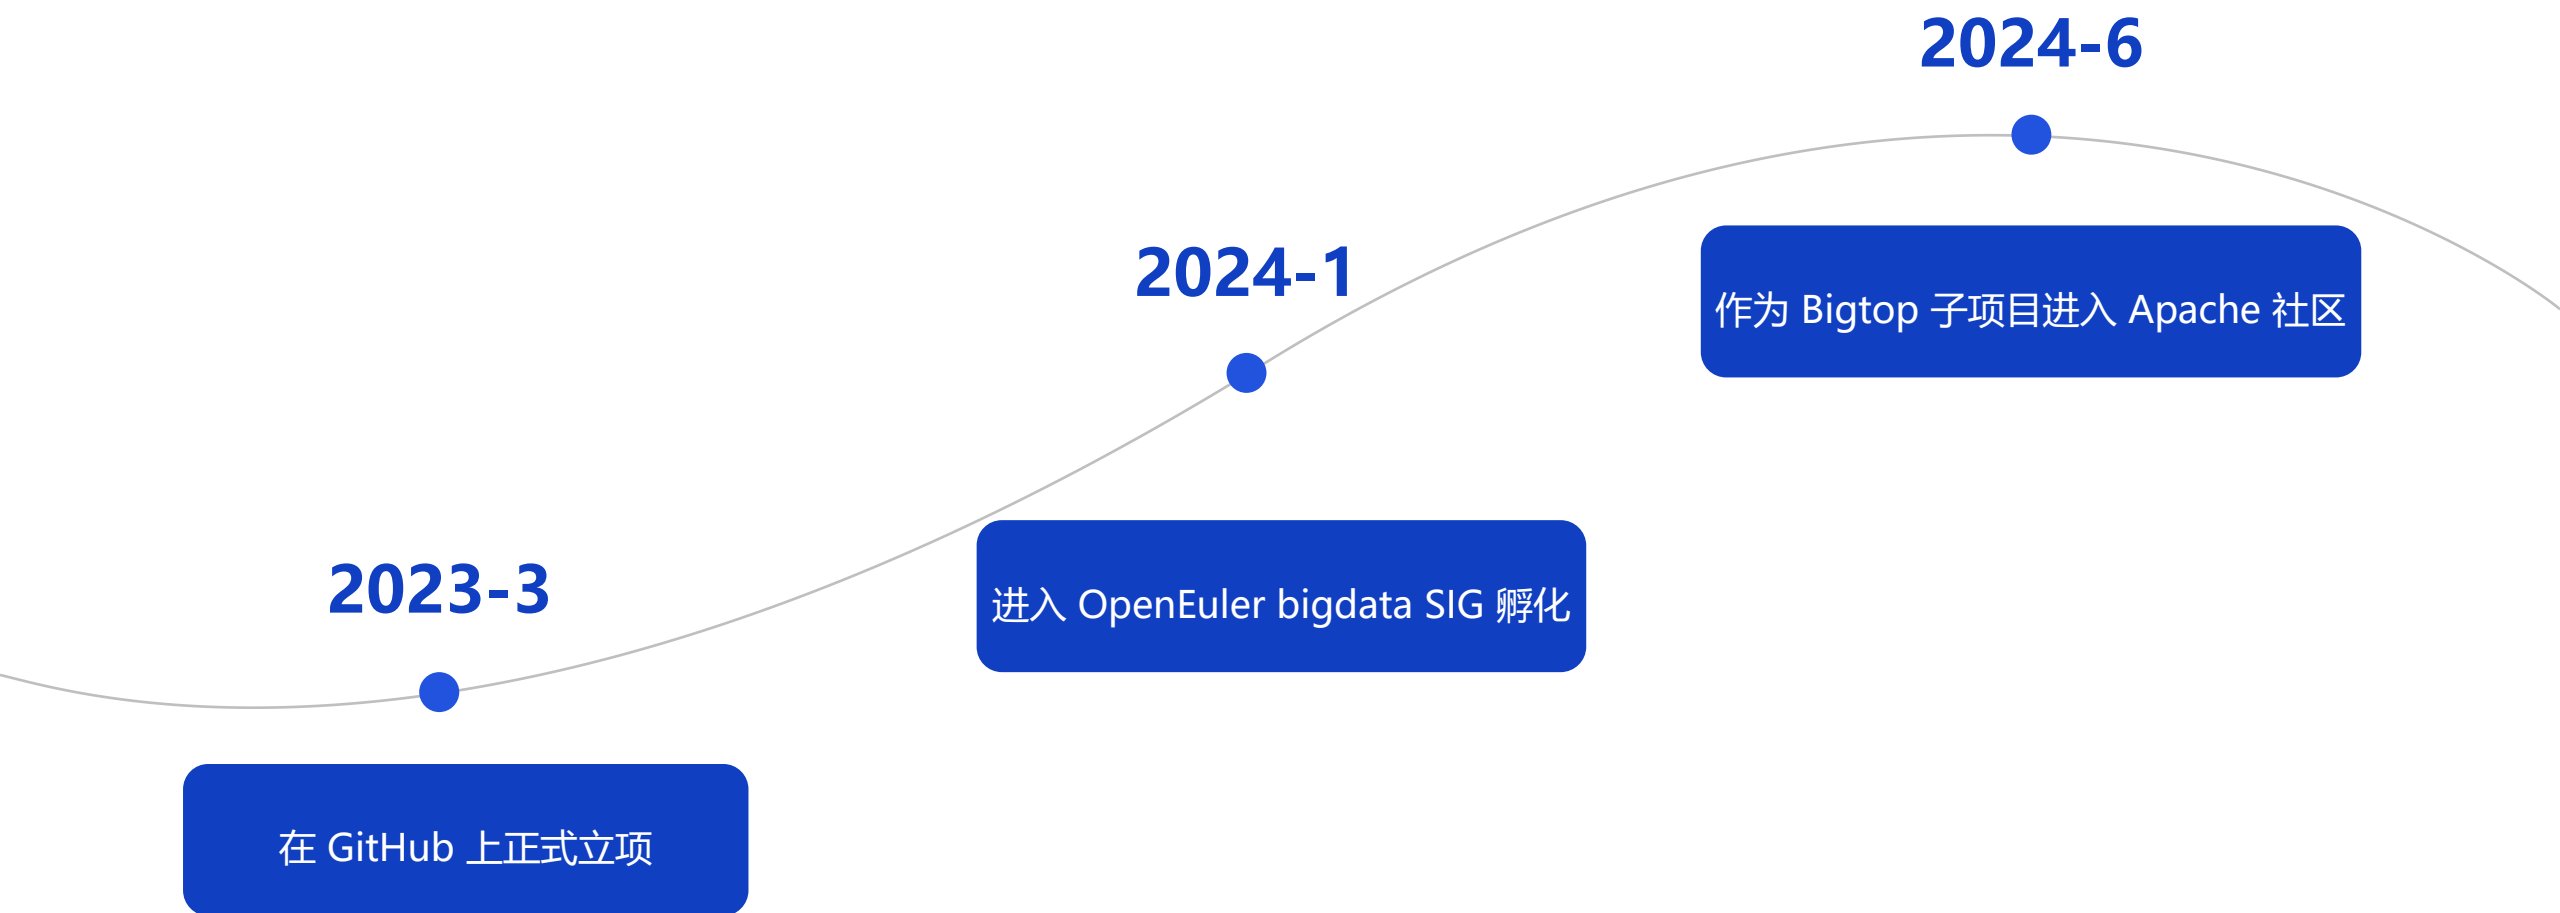 2023-3
在 GitHub 上正式立项
2024-1
进入 OpenEuler bigdata SIG 孵化
2024-6
作为 Bigtop 子项目进入 Apache 社区